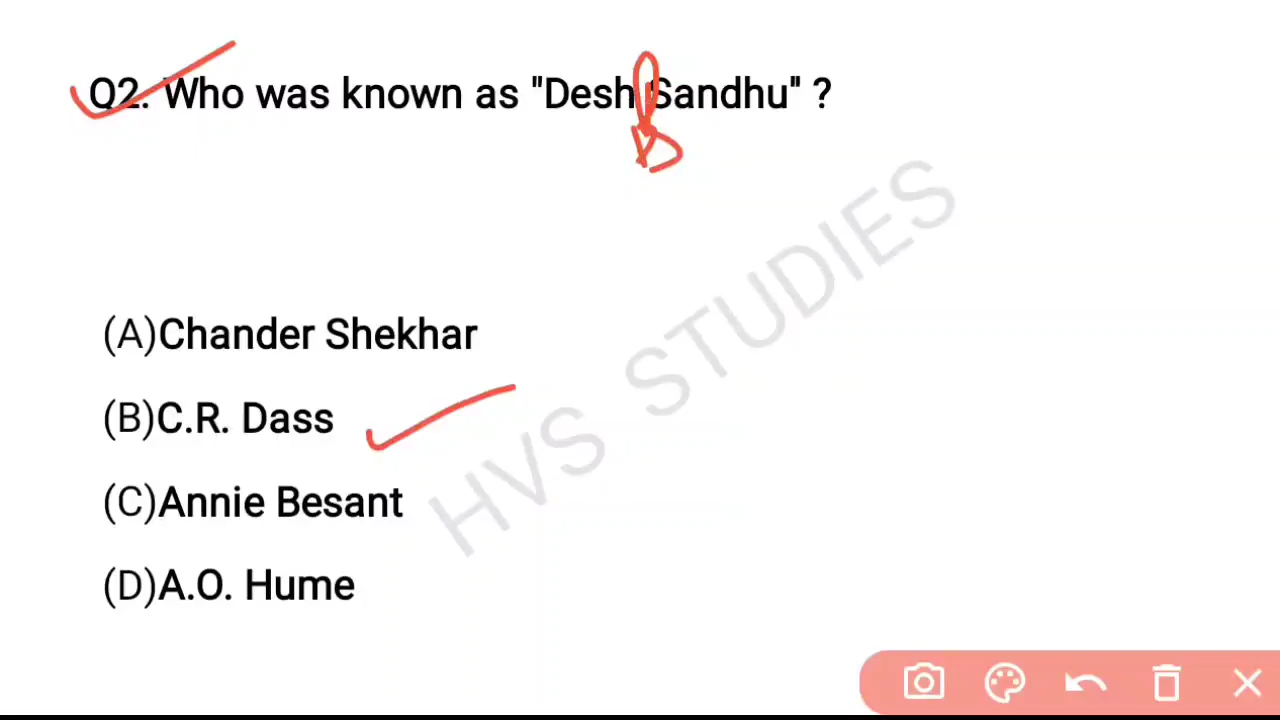 Q2. Who was known as "Desh Sandhu" ?
B
(A)Chander Shekhar
(B)C.R. Dass
(C)Annie Besant
(D)A.O. Hume
HVS STUDIES